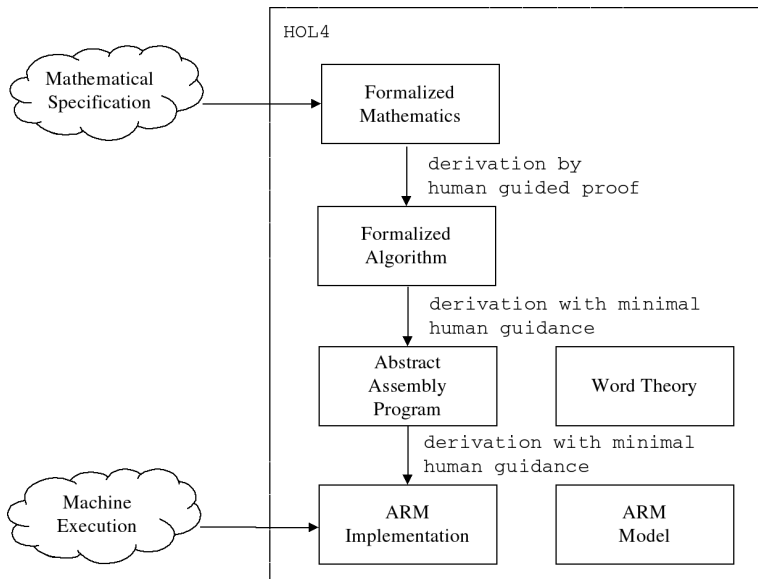 HOL4
Mathematical
Specification
Formalized
Mathematics
derivation by
human guided proof
Formalized
Algorithm
derivation with minimal
human guidance
Abstract
Assembly
Program
Word Theory
derivation with minimal
human guidance
Machine
Execution
ARM
Implementation
ARM
Model